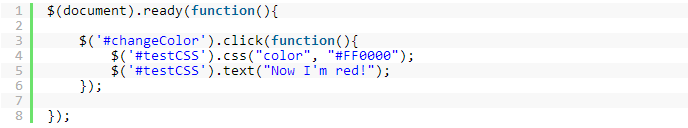 1 $(document).ready(function(){
2
3     $('#changeColor').click(function(){
4         $('#testCSS').css("color", "#FF0000");
5         $('#testCSS').text("Now I'm red!");
6     });
7
8 });